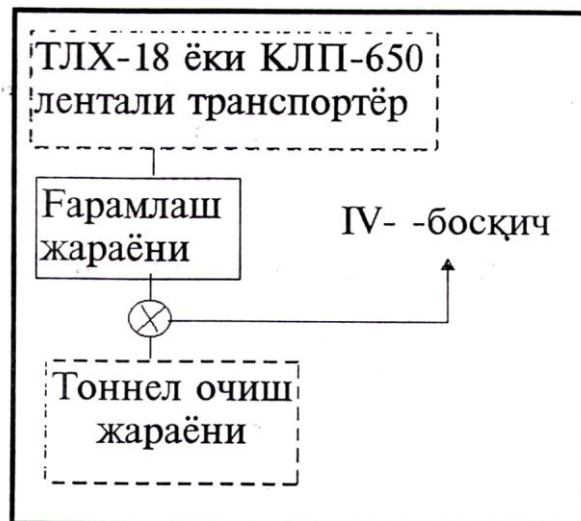 ТЛХ-18 ёки КЛП-650
лентали транспортёр
Ғарамлаш
жараёни
IV- -босқич
Тоннел очиш
жараёни